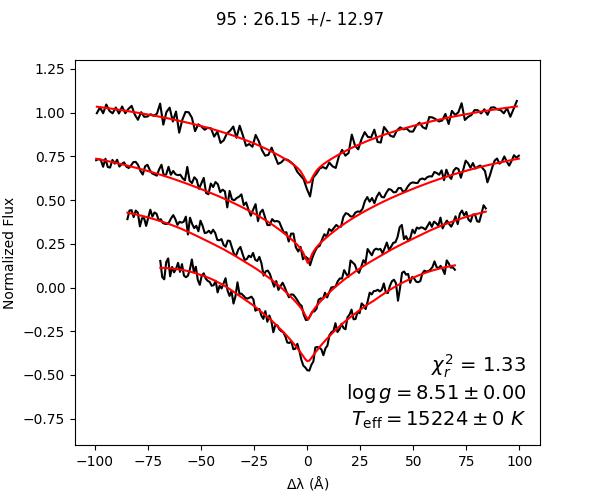 95 : 26.15 +/- 12.97
1.25
1.00
0.75
0.50
0.25
0.00
−0.25
−0.50
−0.75
Normalized Flux
χ²ᵣ = 1.33
log g = 8.51 ± 0.00
T_eff = 15224 ± 0 K
−100 −75 −50 −25 0 25 50 75 100
Δλ (Å)